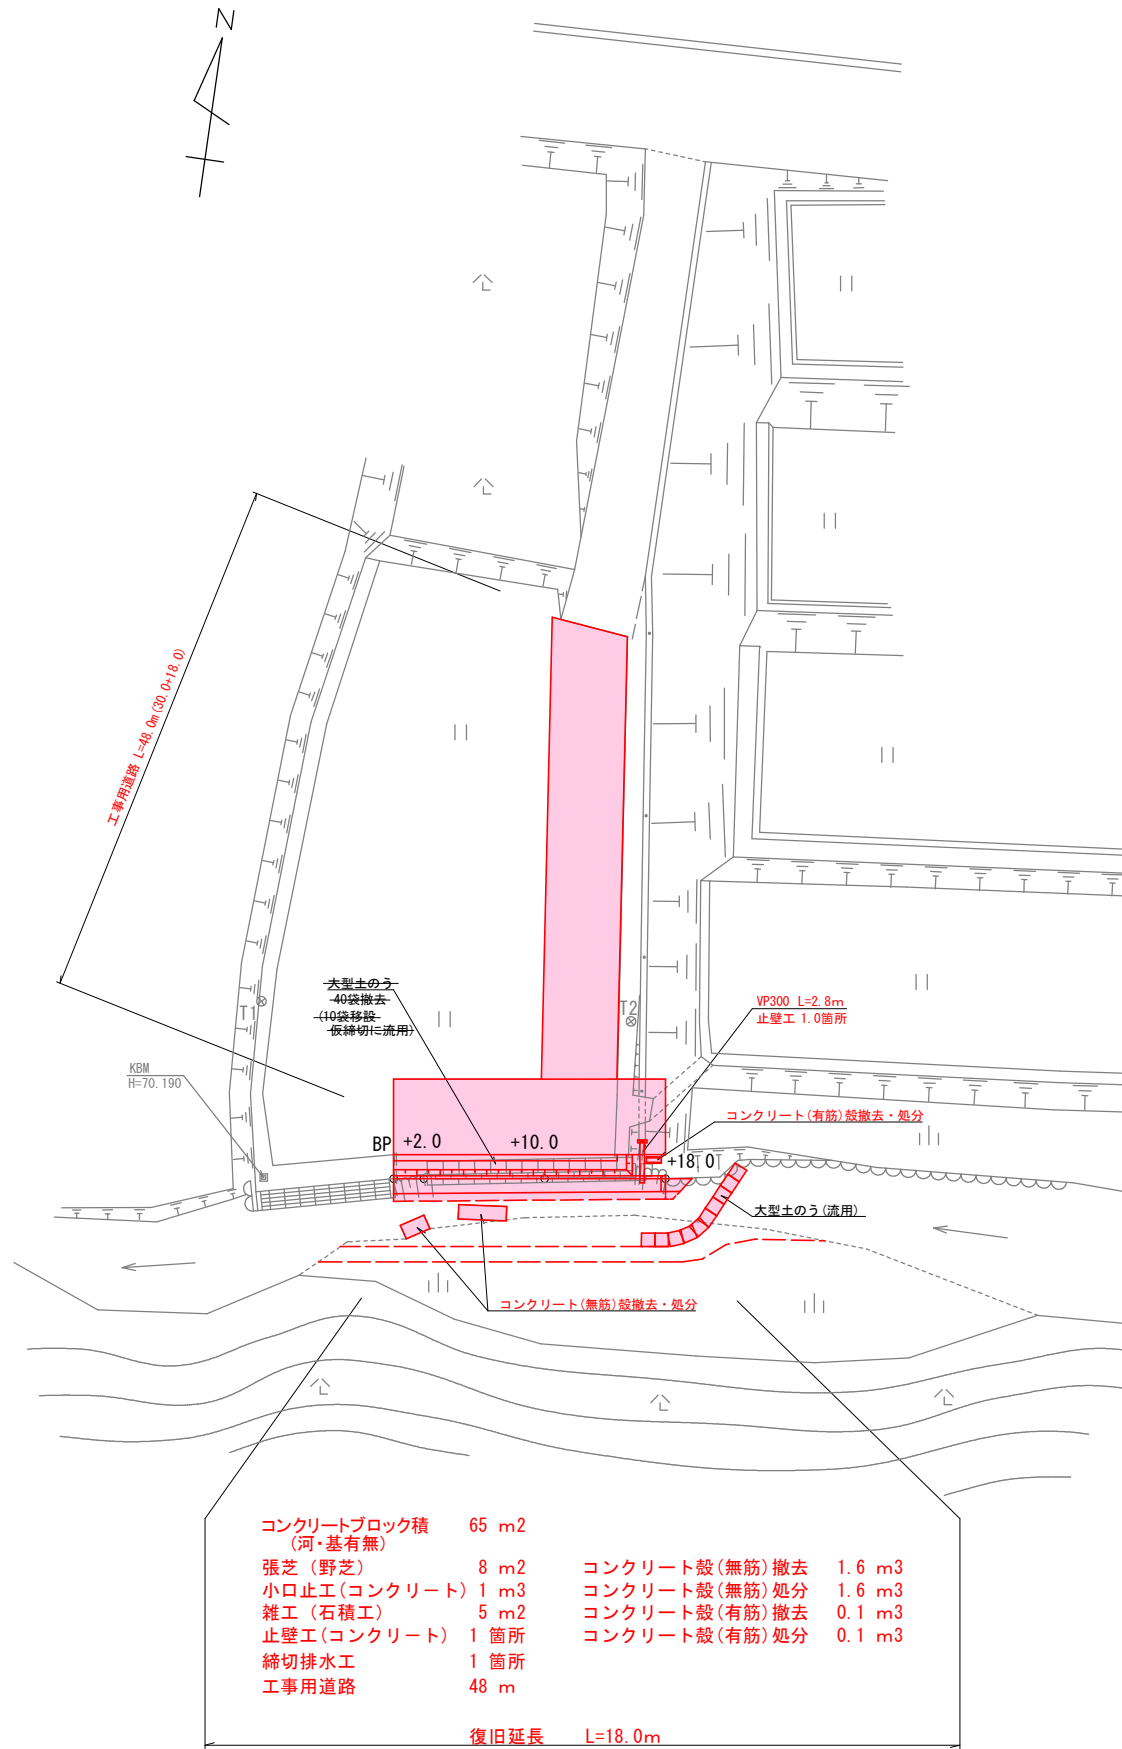 N
工事用道路 L=48.0m(30.0+18.0)
大型土のう
40袋撤去
(10袋移設
仮締切に流用)
T1
T2
VP300 L=2.8m
止壁工 1.0箇所
KBM
H=70.190
コンクリート(有筋)殻撤去・処分
BP
+2.0
+10.0
+18.0
大型土のう(流用)
コンクリート(無筋)殻撤去・処分
コンクリートブロック積 65 m2
(河・基有無)
張芝（野芝） 8 m2
小口止工(コンクリート) 1 m3
雑工（石積工） 5 m2
止壁工(コンクリート) 1 箇所
締切排水工 1 箇所
工事用道路 48 m
コンクリート殻(無筋)撤去 1.6 m3
コンクリート殻(無筋)処分 1.6 m3
コンクリート殻(有筋)撤去 0.1 m3
コンクリート殻(有筋)処分 0.1 m3
復旧延長 L=18.0m